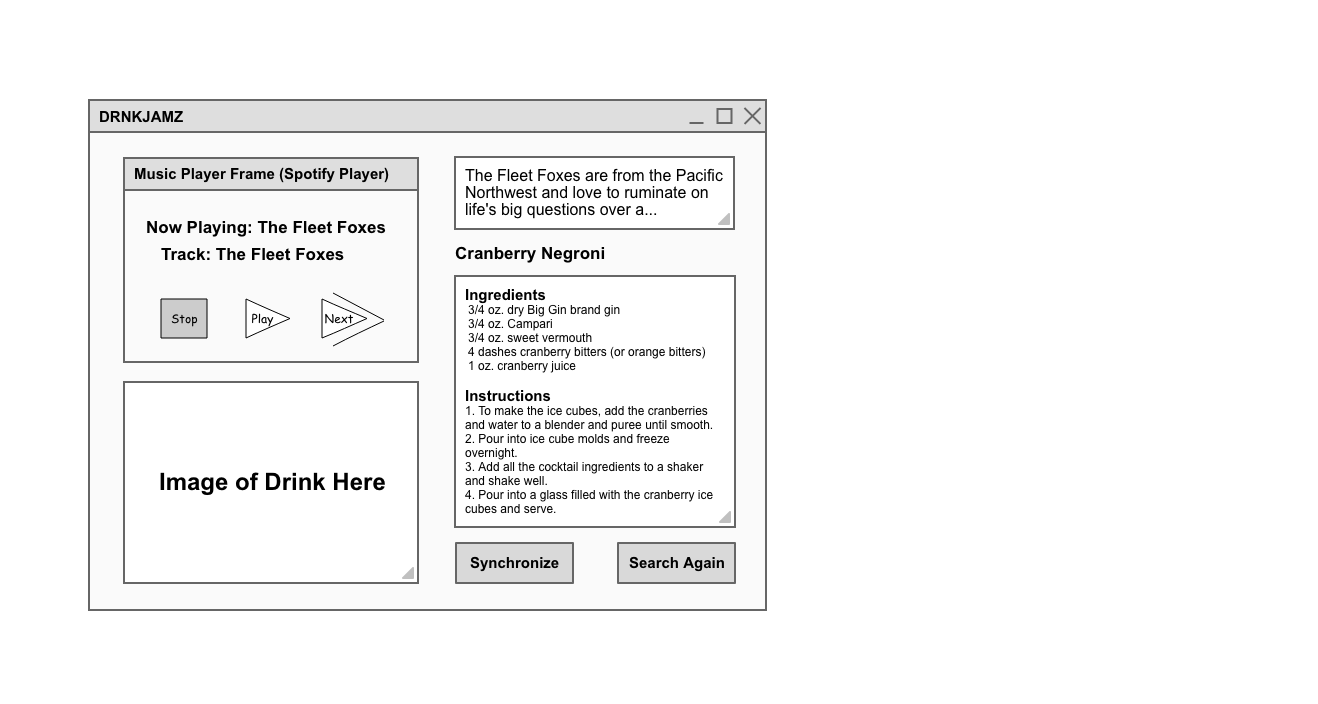 DRNKJAMZ
Music Player Frame (Spotify Player)
Now Playing: The Fleet Foxes
Track: The Fleet Foxes
Stop
Play
Next
Image of Drink Here
The Fleet Foxes are from the Pacific
Northwest and love to ruminate on
life's big questions over a...
Cranberry Negroni
Ingredients
3/4 oz. dry Big Gin brand gin
3/4 oz. Campari
3/4 oz. sweet vermouth
4 dashes cranberry bitters (or orange bitters)
1 oz. cranberry juice
Instructions
1. To make the ice cubes, add the cranberries
and water to a blender and puree until smooth.
2. Pour into ice cube molds and freeze
overnight.
3. Add all the cocktail ingredients to a shaker
and shake well.
4. Pour into a glass filled with the cranberry ice
cubes and serve.
Synchronize
Search Again